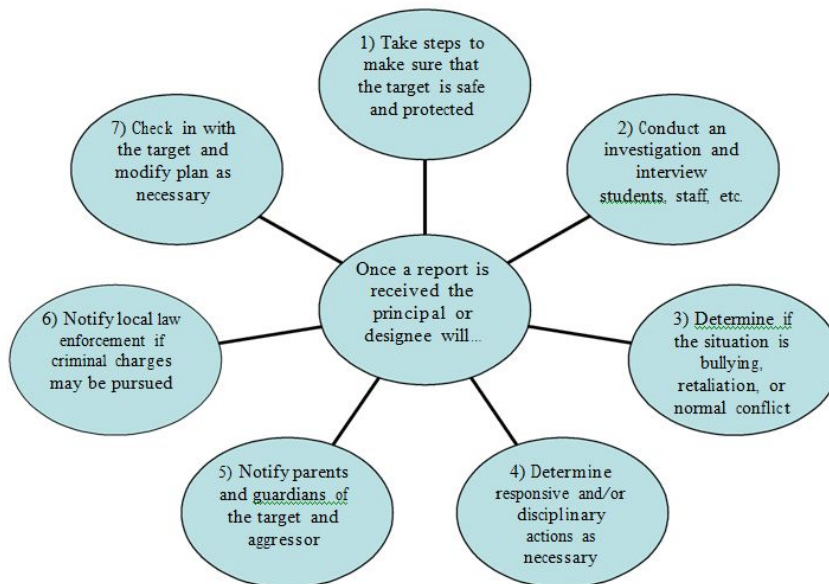 1) Take steps to
make sure that
the target is safe
and protected
2) Conduct an
investigation and
interview
students, staff, etc.
3) Determine if
the situation is
bullying,
retaliation, or
normal conflict
4) Determine
responsive and/or
disciplinary
actions as
necessary
5) Notify parents
and guardians of
the target and
aggressor
6) Notify local law
enforcement if
criminal charges
may be pursued
7) Check in with
the target and
modify plan as
necessary
Once a report is
received the
principal or
designee will...